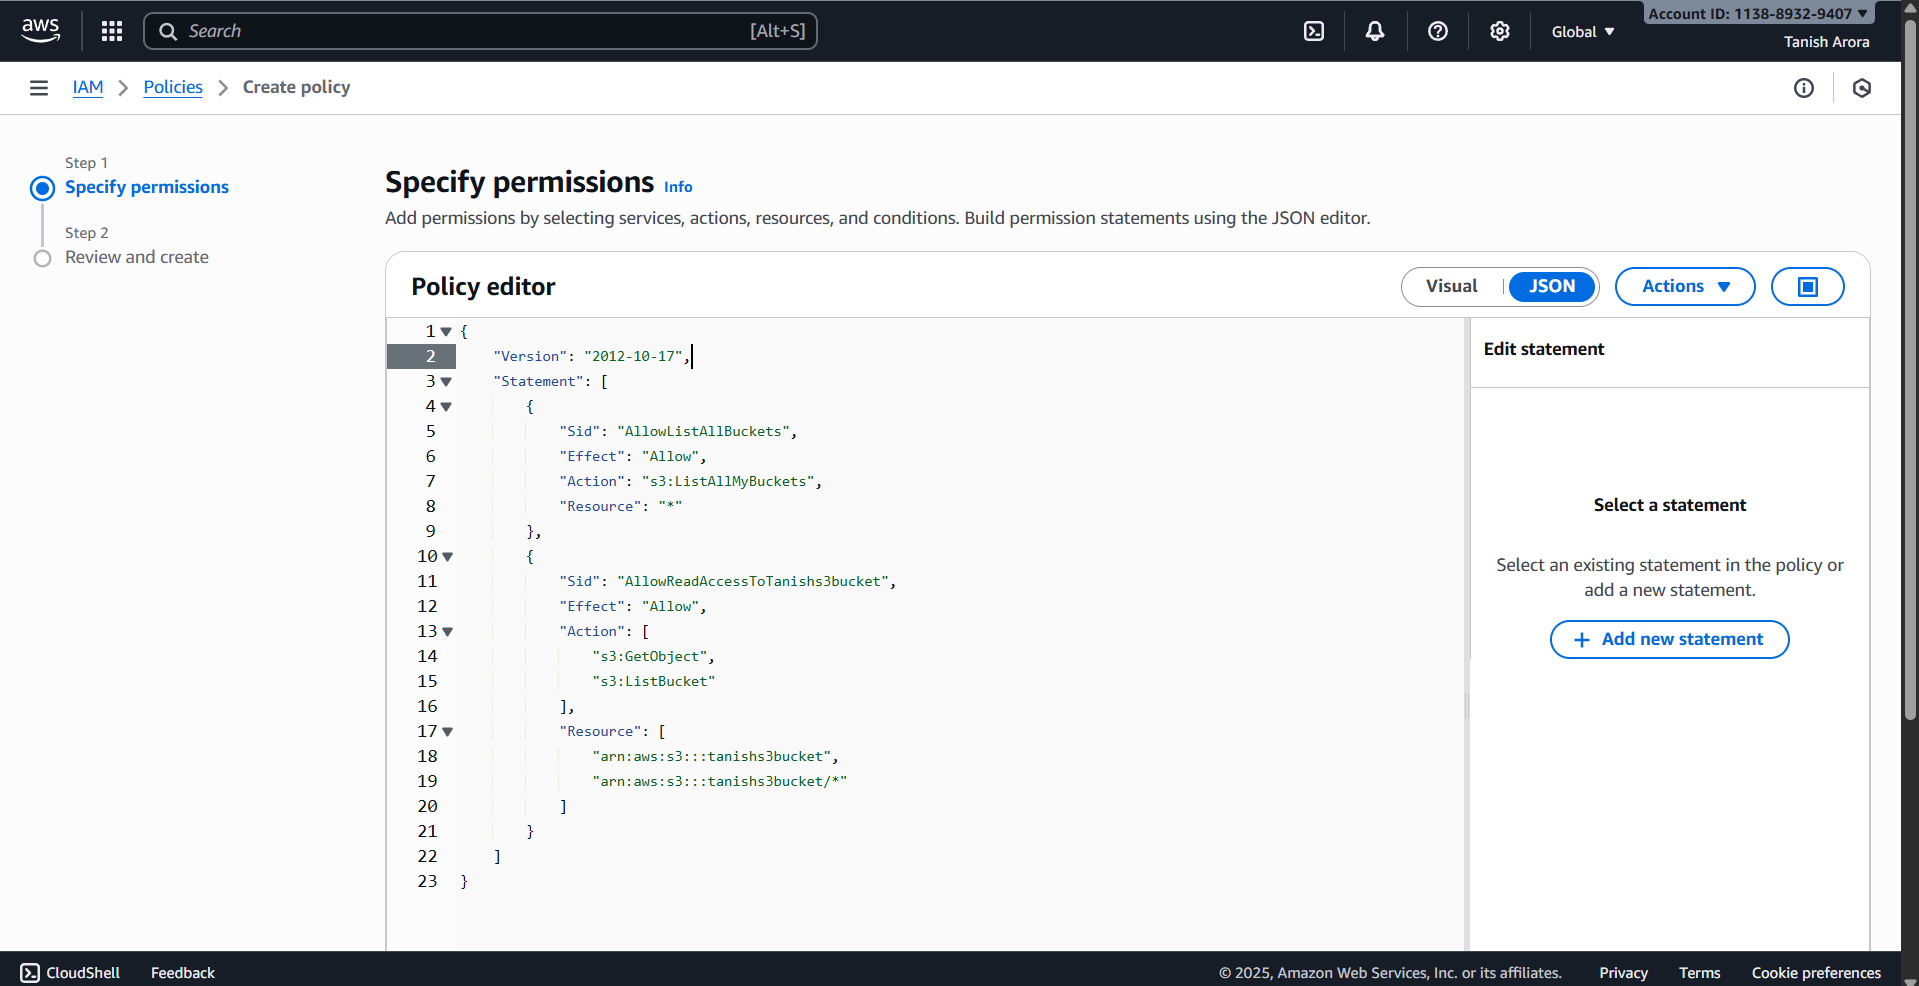 aws
Search [Alt+S]
Global
Account ID: 1138-8932-9407
Tanish Arora
IAM
Policies
Create policy
Step 1
Specify permissions
Step 2
Review and create
Specify permissions Info
Add permissions by selecting services, actions, resources, and conditions. Build permission statements using the JSON editor.
Policy editor
Visual
JSON
Actions
1 {
2 "Version": "2012-10-17",
3 "Statement": [
4 {
5 "Sid": "AllowListAllBuckets",
6 "Effect": "Allow",
7 "Action": "s3:ListAllMyBuckets",
8 "Resource": "*"
9 },
10 {
11 "Sid": "AllowReadAccessToTanishs3bucket",
12 "Effect": "Allow",
13 "Action": [
14 "s3:GetObject",
15 "s3:ListBucket"
16 ],
17 "Resource": [
18 "arn:aws:s3:::tanishs3bucket",
19 "arn:aws:s3:::tanishs3bucket/*"
20 ]
21 }
22 ]
23 }
Edit statement
Select a statement
Select an existing statement in the policy or
add a new statement.
+ Add new statement
CloudShell
Feedback
© 2025, Amazon Web Services, Inc. or its affiliates.
Privacy
Terms
Cookie preferences